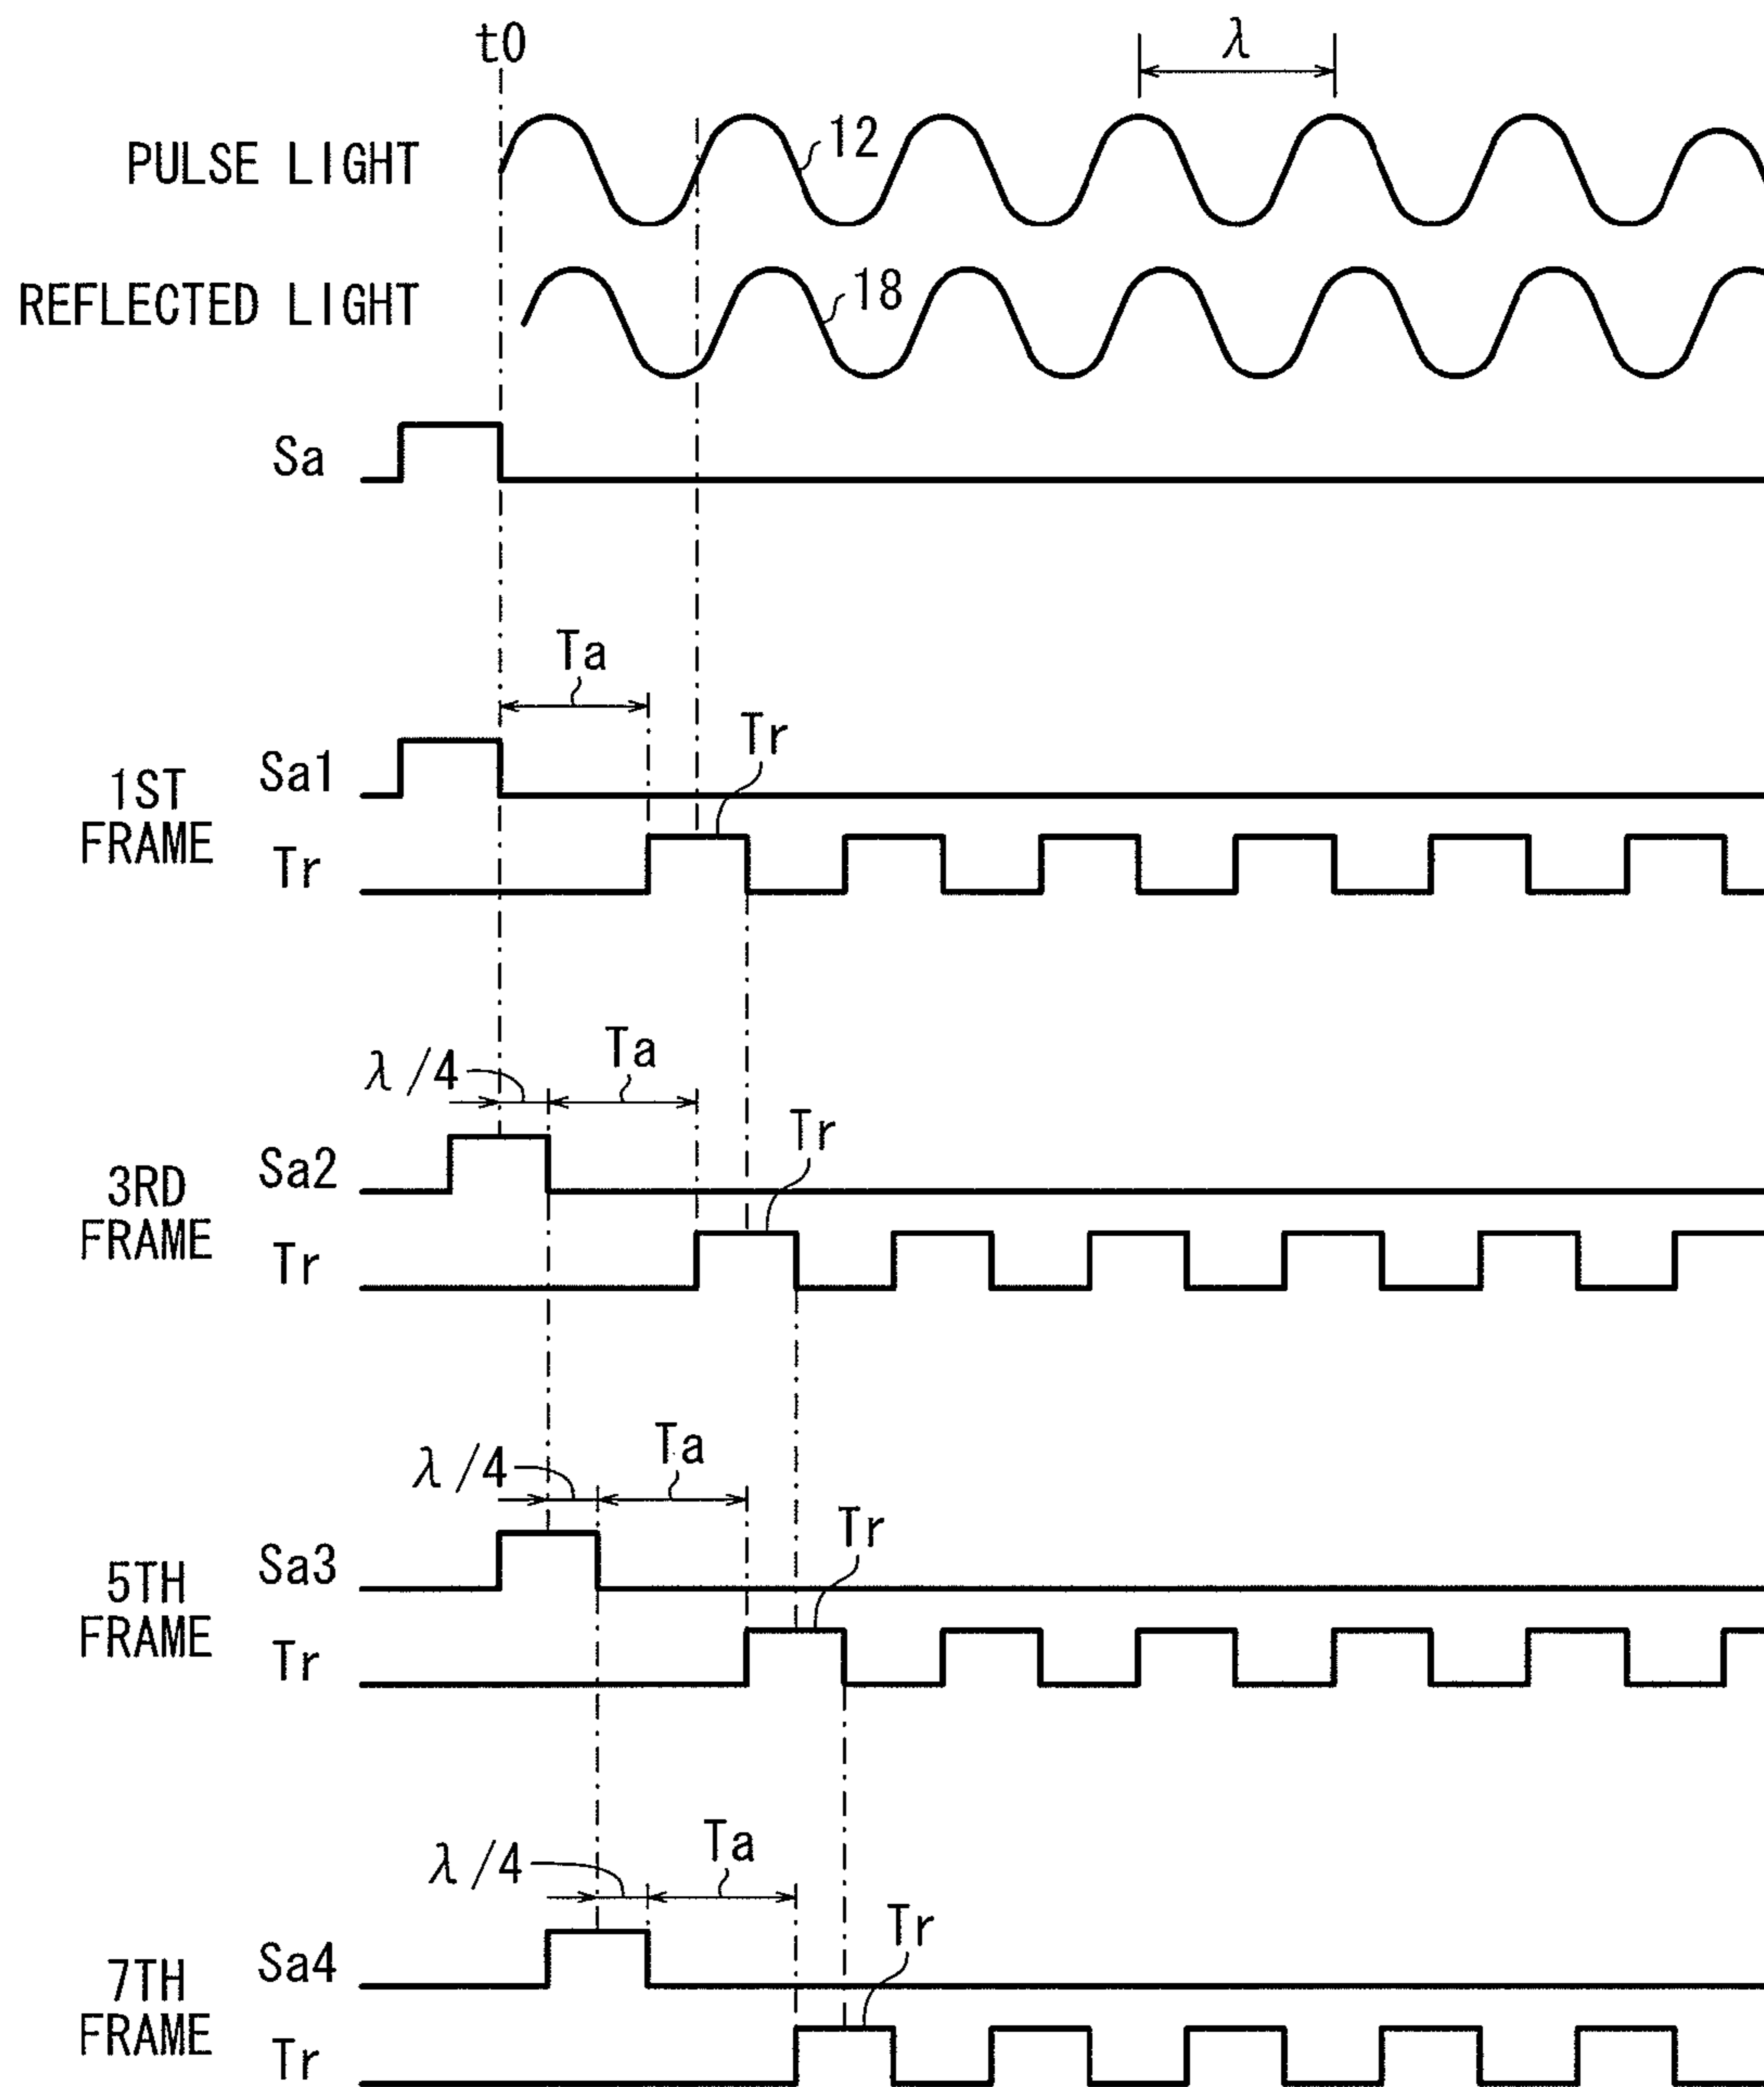 t0
λ
PULSE LIGHT
12
REFLECTED LIGHT
18
Sa
Ta
Tr
1ST
FRAME
Sa1
Tr
λ/4
Ta
Tr
3RD
FRAME
Sa2
Tr
λ/4
Ta
Tr
5TH
FRAME
Sa3
Tr
λ/4
Ta
Tr
7TH
FRAME
Sa4
Tr